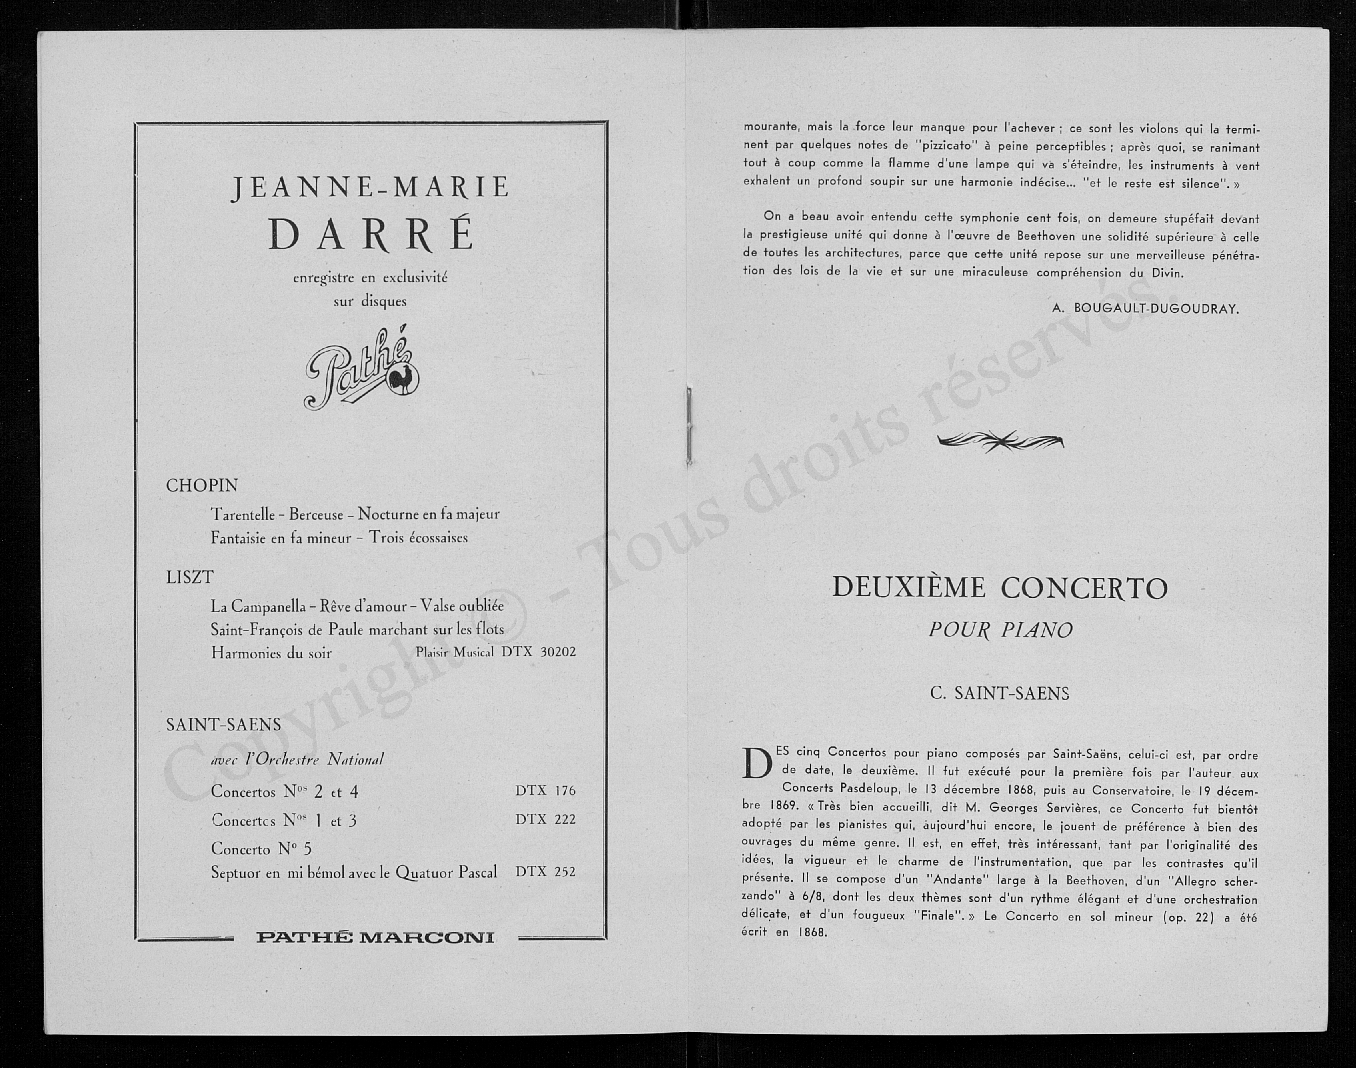 JEANNE-MARIE
DARRÉ
enregistre en exclusivité
sur disques
Pathé
CHOPIN
Tarentelle – Berceuse – Nocturne en fa majeur
Fantaisie en fa mineur – Trois écossaises
LISZT
La Campanella – Rêve d'amour – Valse oubliée
Saint-François de Paule marchant sur les flots
Harmonies du soir Plaisir Musical DTX 30202
SAINT-SAENS
avec l'Orchestre National
Concertos Nos 2 et 4 DTX 176
Concertos Nos 1 et 3 DTX 222
Concerto No 5
Septuor en mi bémol avec le Quatuor Pascal DTX 252
PATHÉ MARCONI
mourante, mais la force leur manque pour l'achever ; ce sont les violons qui la termi-
nent par quelques notes de "pizzicato" à peine perceptibles ; après quoi, se ranimant
tout à coup comme la flamme d'une lampe qui va s'éteindre, les instruments à vent
exhalent un profond soupir sur une harmonie indécise... "et le reste est silence". »
On a beau avoir entendu cette symphonie cent fois, on demeure stupéfait devant
la prestigieuse unité qui donne à l'œuvre de Beethoven une solidité supérieure à celle
de toutes les architectures, parce que cette unité repose sur une merveilleuse pénétra-
tion des lois de la vie et sur une miraculeuse compréhension du Divin.
A. BOUGAULT-DUGOUDRAY.
DEUXIÈME CONCERTO
POUR PIANO
C. SAINT-SAENS
DES cinq Concertos pour piano composés par Saint-Saëns, celui-ci est, par ordre
de date, le deuxième. Il fut exécuté pour la première fois par l'auteur aux
Concerts Pasdeloup, le 13 décembre 1868, puis au Conservatoire, le 19 décem-
bre 1869. « Très bien accueilli, dit M. Georges Servières, ce Concerto fut bientôt
adopté par les pianistes qui, aujourd'hui encore, le jouent de préférence à bien des
ouvrages du même genre. Il est, en effet, très intéressant, tant par l'originalité des
idées, la vigueur et le charme de l'instrumentation, que par les contrastes qu'il
présente. Il se compose d'un "Andante" large à la Beethoven, d'un "Allegro scher-
zando" à 6/8, dont les deux thèmes sont d'un rythme élégant et d'une orchestration
délicate, et d'un fougueux "Finale". » Le Concerto en sol mineur (op. 22) a été
écrit en 1868.
Copyright © - Tous droits réservés.